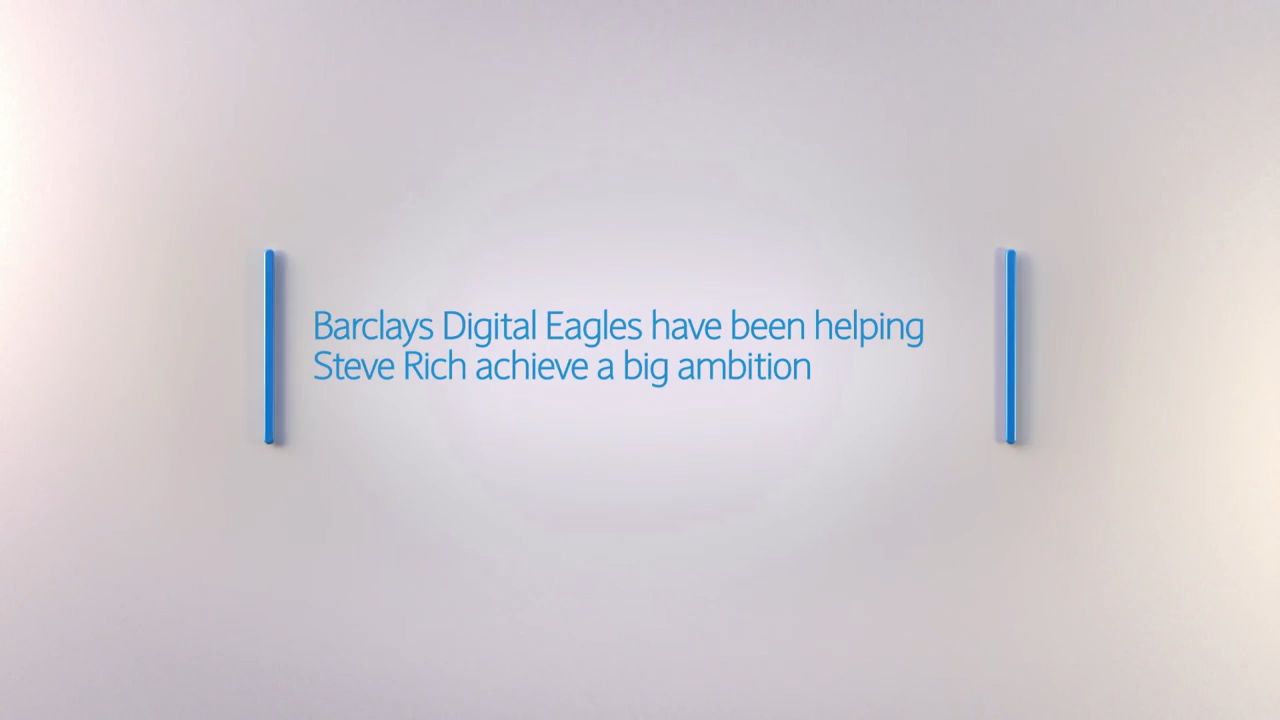 Barclays Digital Eagles have been helping
Steve Rich achieve a big ambition